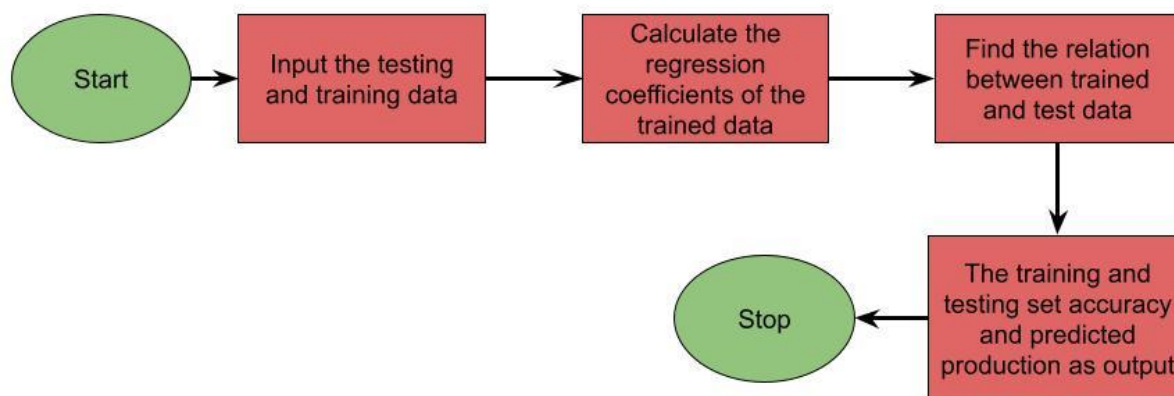 Start
Input the testing
and training data
Calculate the
regression
coefficients of the
trained data
Find the relation
between trained
and test data
The training and
testing set accuracy
and predicted
production as output
Stop